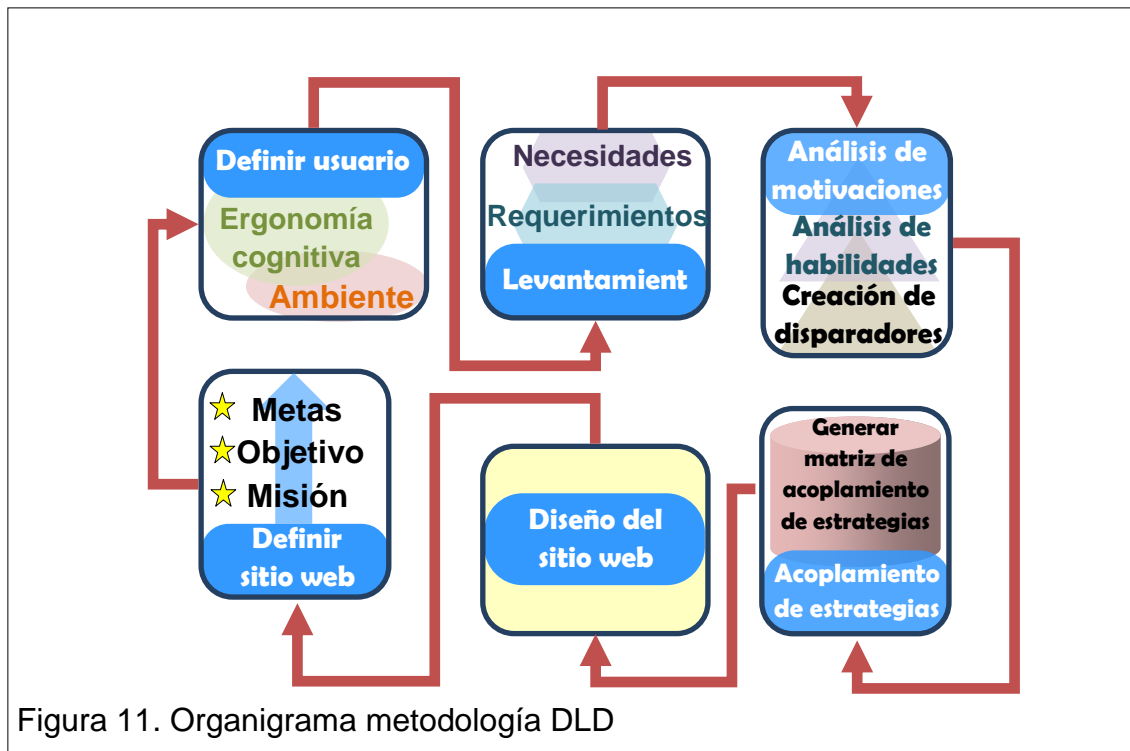 Definir usuario
Ergonomía
cognitiva
Ambiente
Necesidades
Requerimientos
Levantamient
Análisis de
motivaciones
Análisis de
habilidades
Creación de
disparadores
Metas
Objetivo
Misión
Definir
sitio web
Diseño del
sitio web
Generar
matriz de
acoplamiento
de estrategias
Acoplamiento
de estrategias
Figura 11. Organigrama metodología DLD